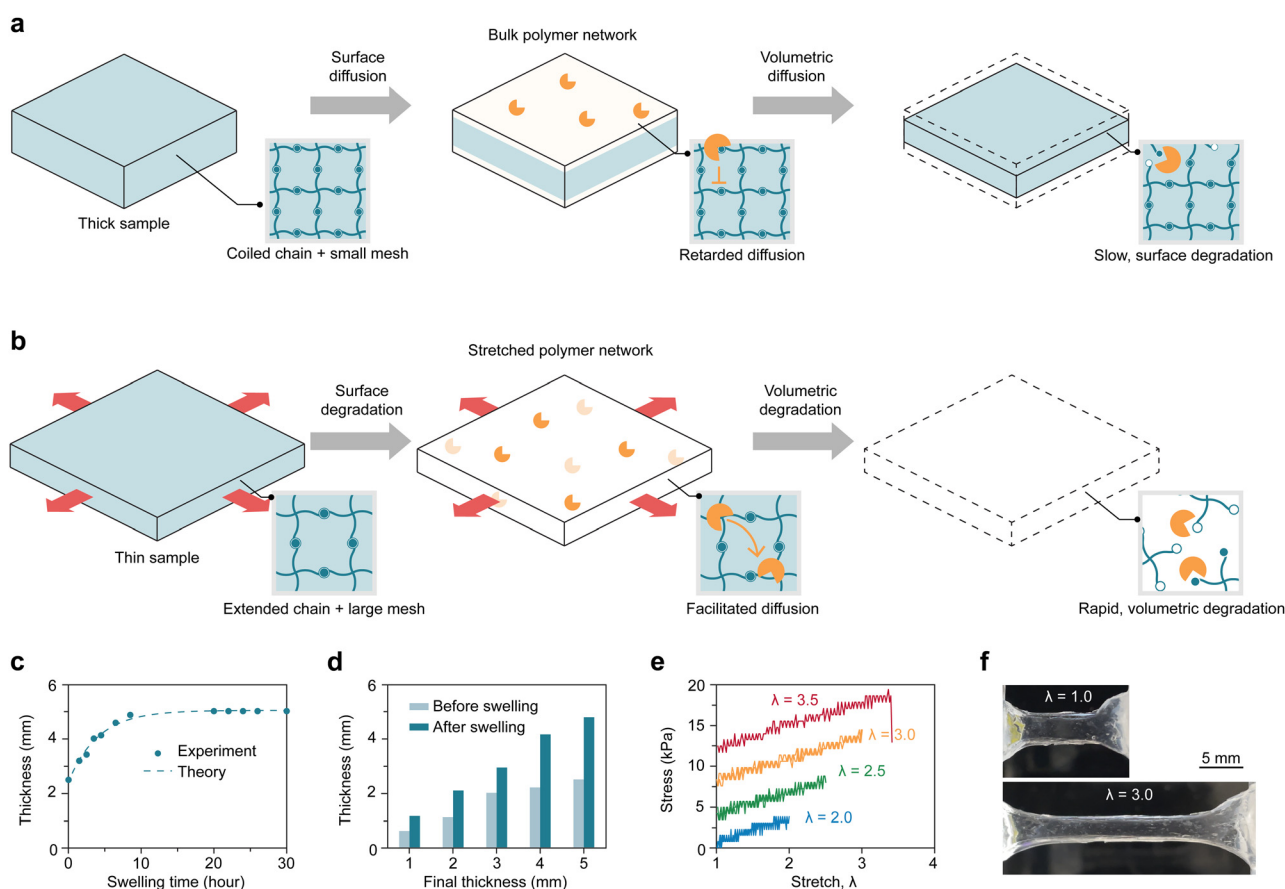 a
Bulk polymer network
Surface
diffusion
Volumetric
diffusion
Thick sample
Coiled chain + small mesh
Retarded diffusion
Slow, surface degradation
b
Stretched polymer network
Surface
degradation
Volumetric
degradation
Thin sample
Extended chain + large mesh
Facilitated diffusion
Rapid, volumetric degradation
c
Thickness (mm)
6
4
2
0
Experiment
Theory
0
10
20
30
Swelling time (hour)
d
Thickness (mm)
6
4
2
0
Before swelling
After swelling
1
2
3
4
5
Final thickness (mm)
e
Stress (kPa)
20
15
10
5
0
λ = 3.5
λ = 3.0
λ = 2.5
λ = 2.0
1
2
3
4
Stretch, λ
f
λ = 1.0
5 mm
λ = 3.0